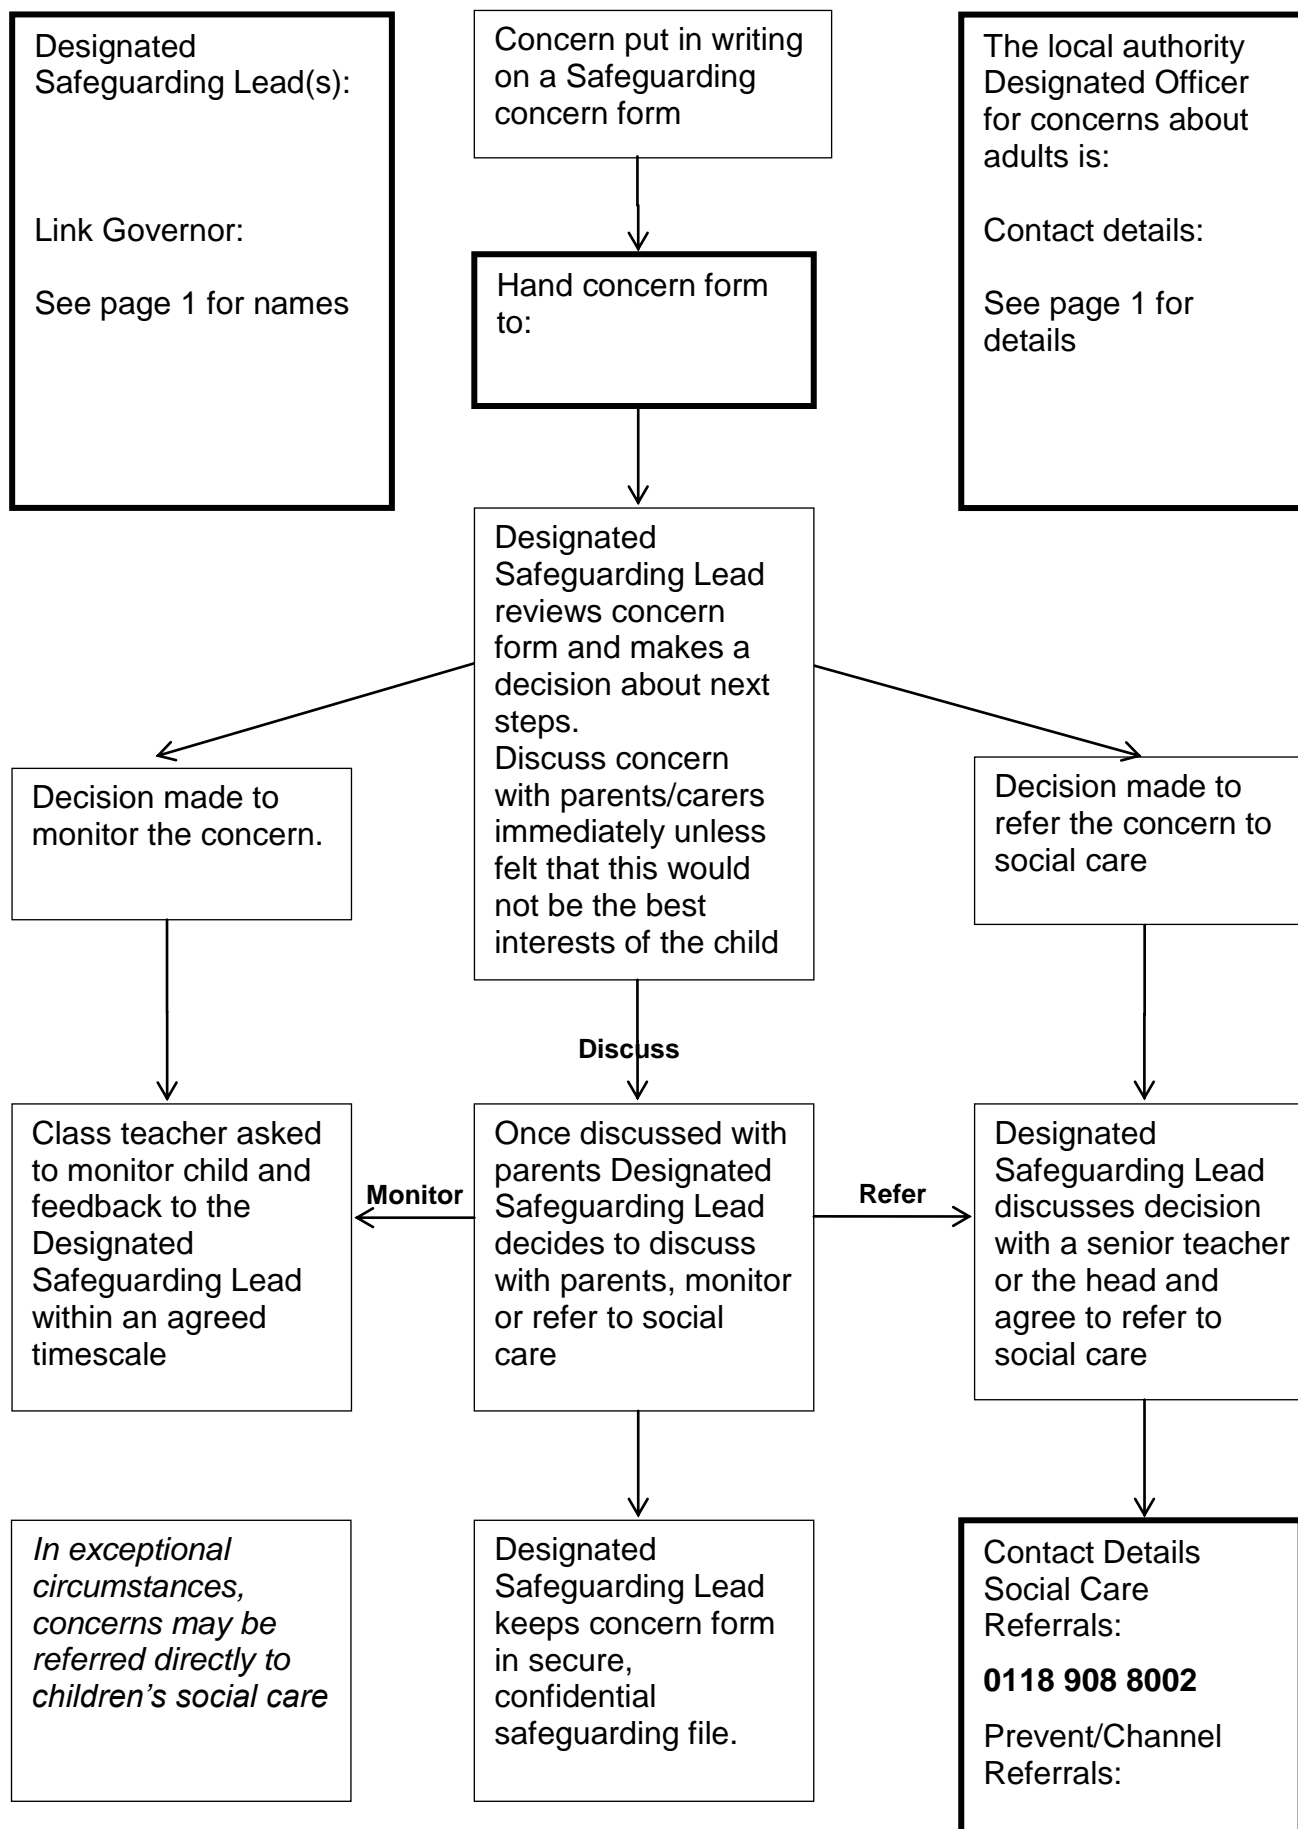 Designated
Safeguarding Lead(s):
Link Governor:
See page 1 for names
Concern put in writing
on a Safeguarding
concern form
The local authority
Designated Officer
for concerns about
adults is:
Contact details:
See page 1 for
details
Hand concern form
to:
Designated
Safeguarding Lead
reviews concern
form and makes a
decision about next
steps.
Discuss concern
with parents/carers
immediately unless
felt that this would
not be the best
interests of the child
Decision made to
monitor the concern.
Decision made to
refer the concern to
social care
Discuss
Class teacher asked
to monitor child and
feedback to the
Designated
Safeguarding Lead
within an agreed
timescale
Monitor
Once discussed with
parents Designated
Safeguarding Lead
decides to discuss
with parents, monitor
or refer to social
care
Refer
Designated
Safeguarding Lead
discusses decision
with a senior teacher
or the head and
agree to refer to
social care
In exceptional
circumstances,
concerns may be
referred directly to
children’s social care
Designated
Safeguarding Lead
keeps concern form
in secure,
confidential
safeguarding file.
Contact Details
Social Care
Referrals:
0118 908 8002
Prevent/Channel
Referrals: